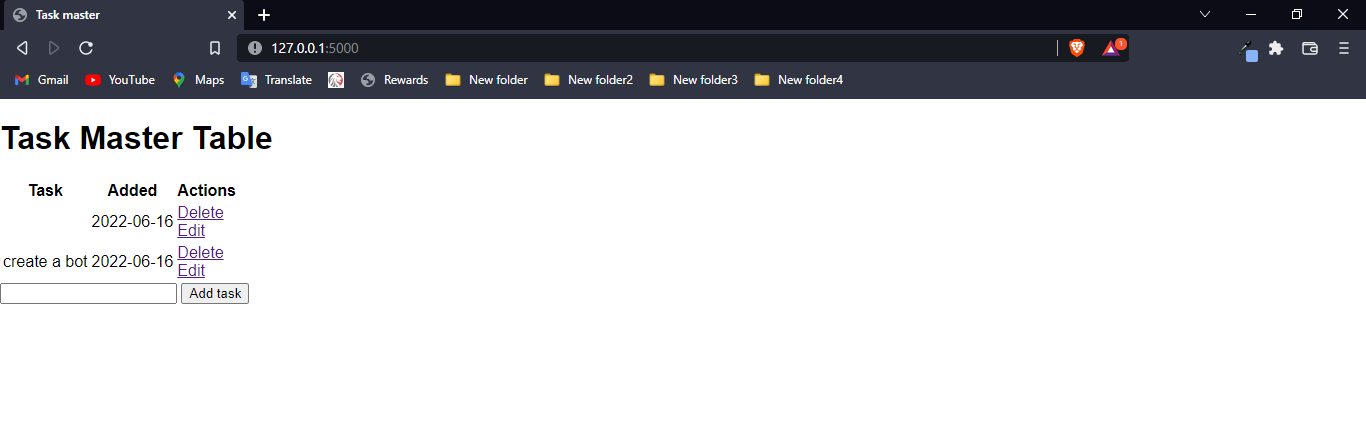 Task master
127.0.0.1:5000
1
Gmail YouTube Maps Translate Rewards New folder New folder2 New folder3 New folder4
Task Master Table
Task Added Actions
2022-06-16 Delete
Edit
create a bot 2022-06-16 Delete
Edit
Add task